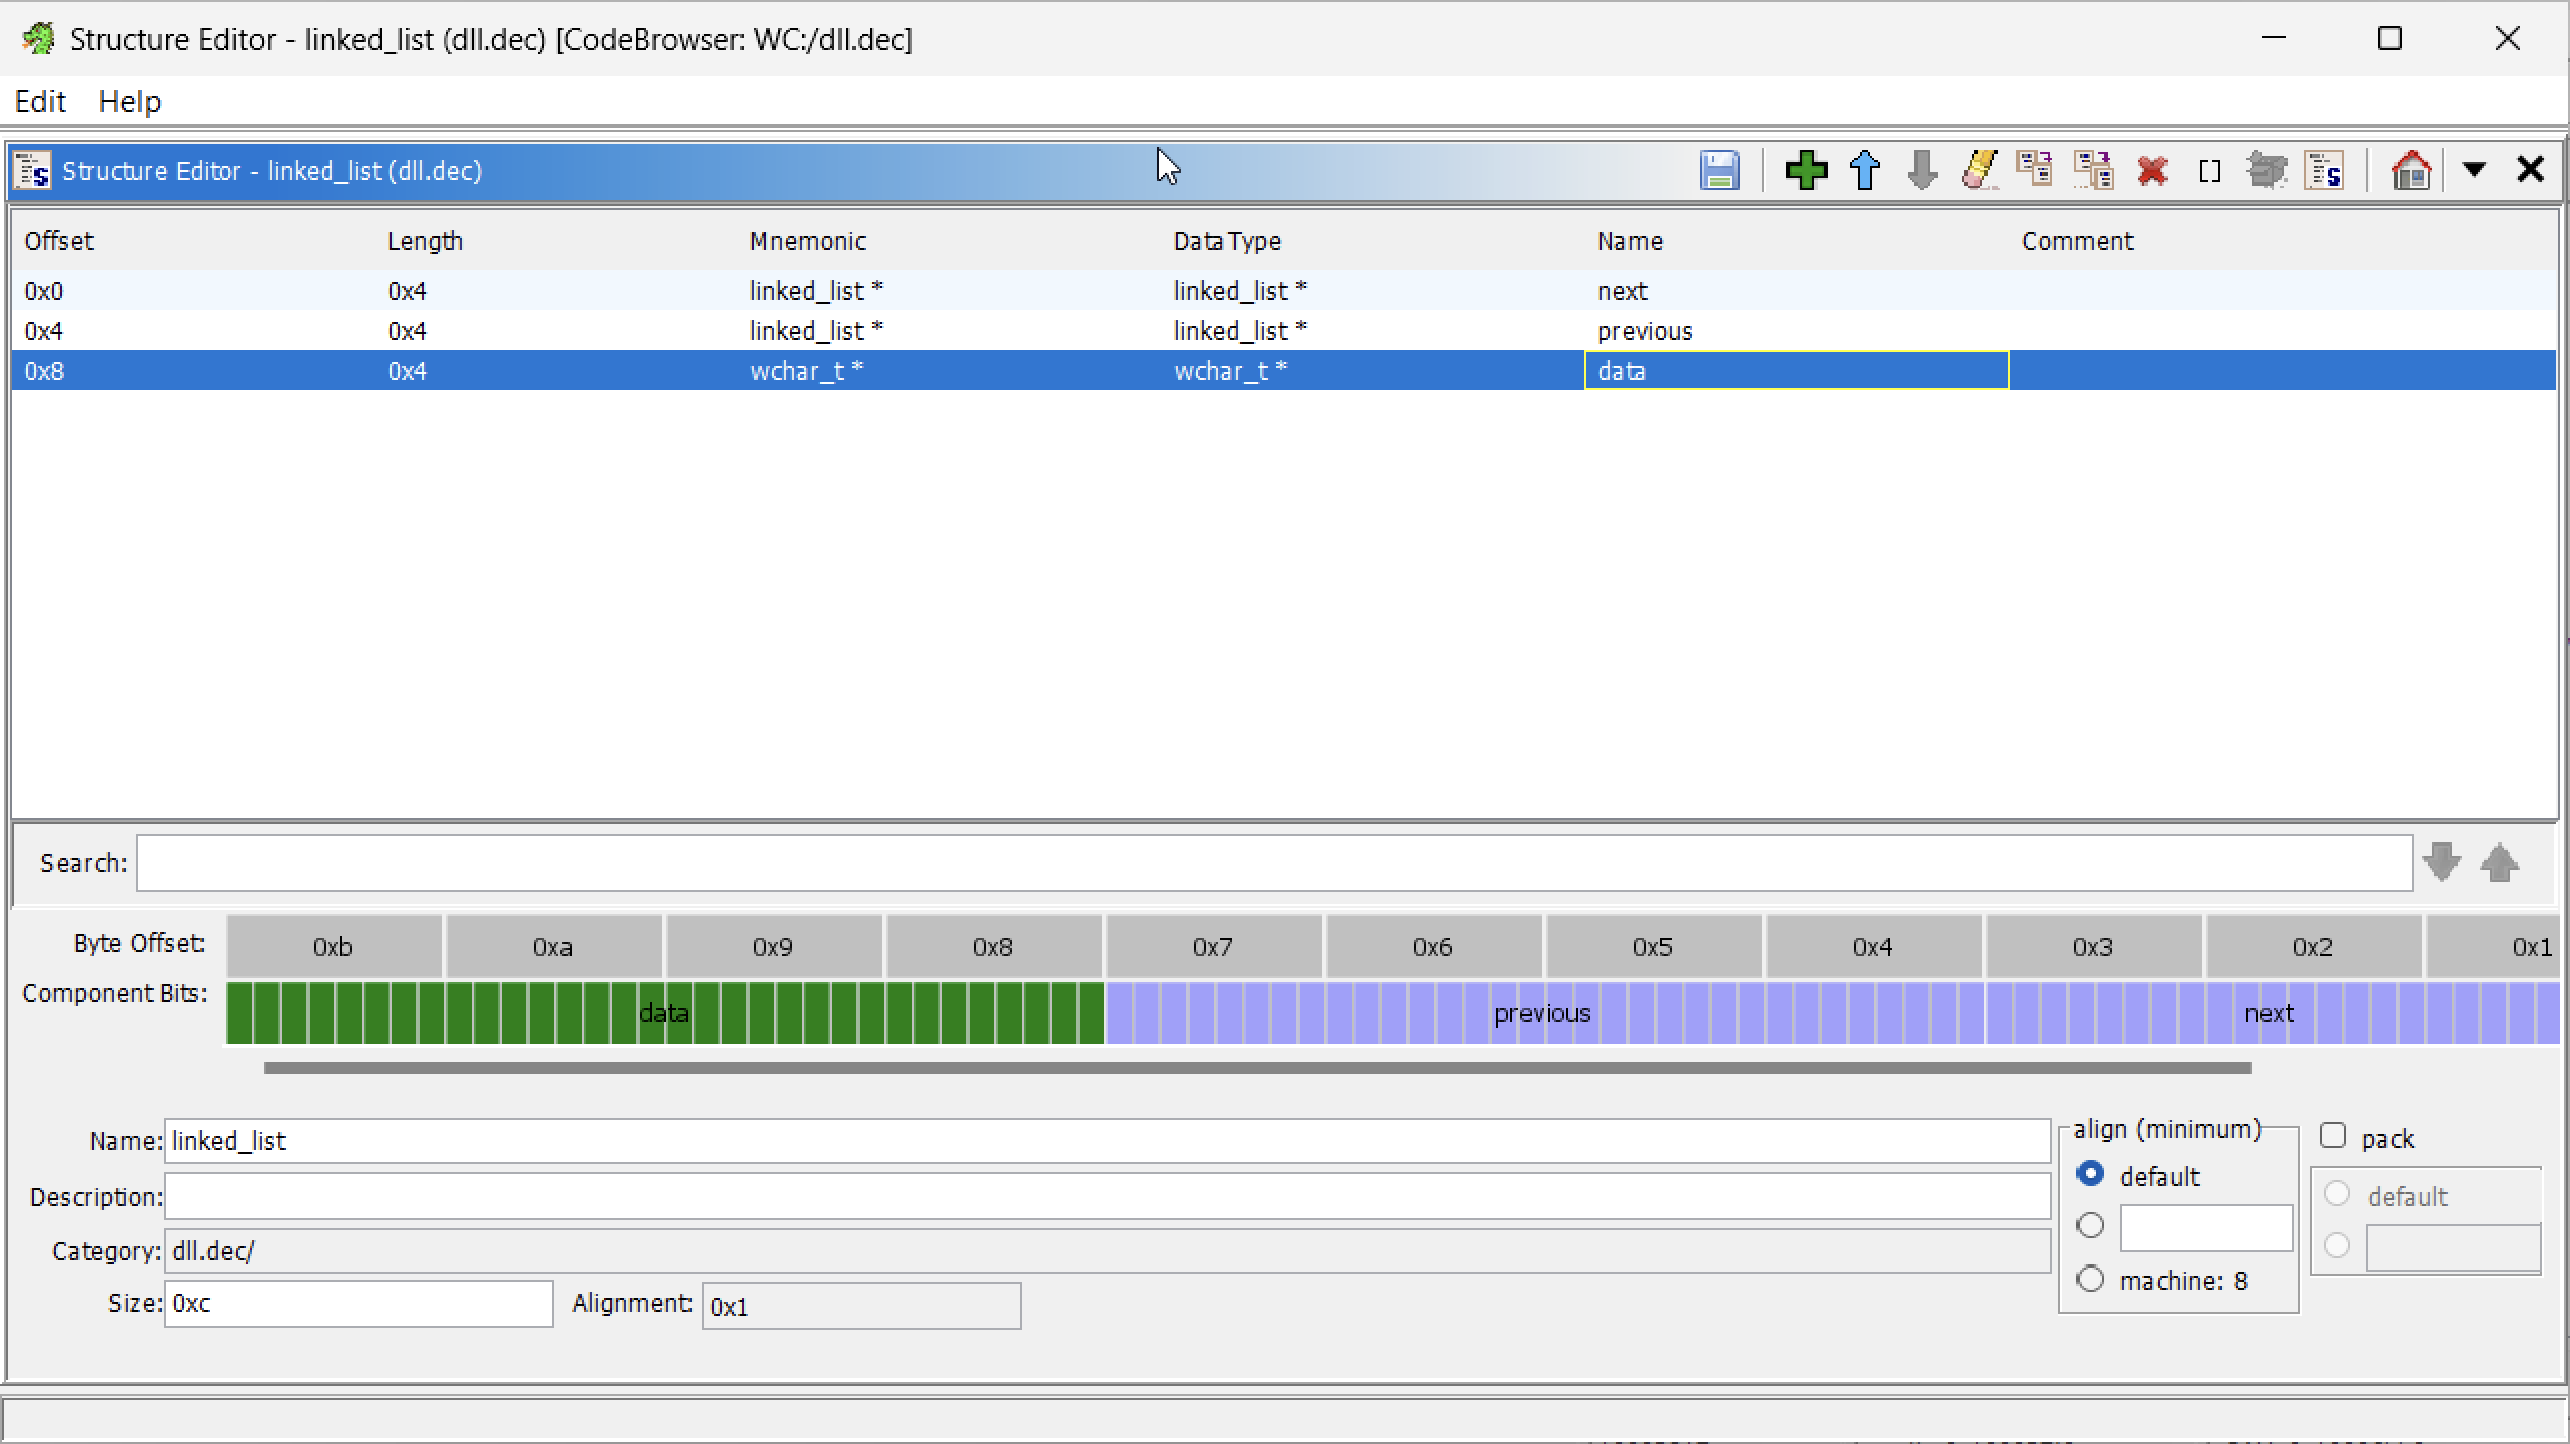 Structure Editor - linked_list (dll.dec) [CodeBrowser: WC:/dll.dec]
Edit Help
Structure Editor - linked_list (dll.dec)
Offset Length Mnemonic DataType Name Comment
0x0 0x4 linked_list * linked_list * next
0x4 0x4 linked_list * linked_list * previous
0x8 0x4 wchar_t * wchar_t * data
Search:
Byte Offset: 0xb 0xa 0x9 0x8 0x7 0x6 0x5 0x4 0x3 0x2 0x1
Component Bits: data previous next
Name: linked_list
Description:
Category: dll.dec/
Size: 0xc Alignment: 0x1
align (minimum)
default
machine: 8
pack
default